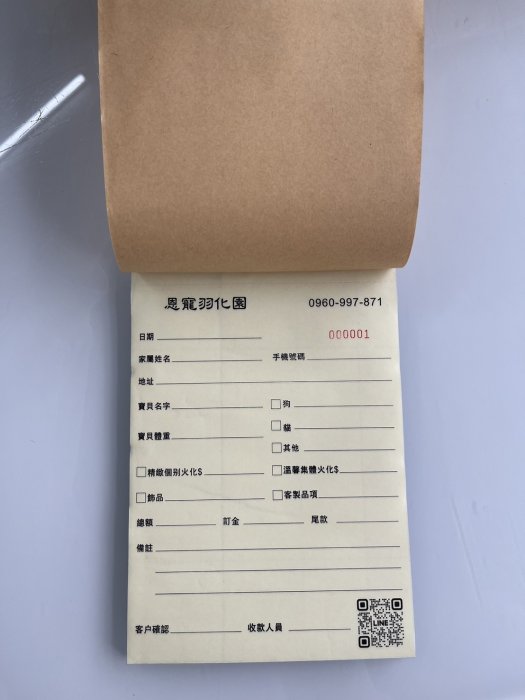 恩寵羽化園 0960-997-871
日期 000001
家屬姓名 手機號碼
地址
寶貝名字 狗
貓
寶貝體重
其他
精緻個別火化$ 溫馨集體火化$
飾品 客製品項
總額 訂金 尾款
備註
客户確認 收款人員
LINE